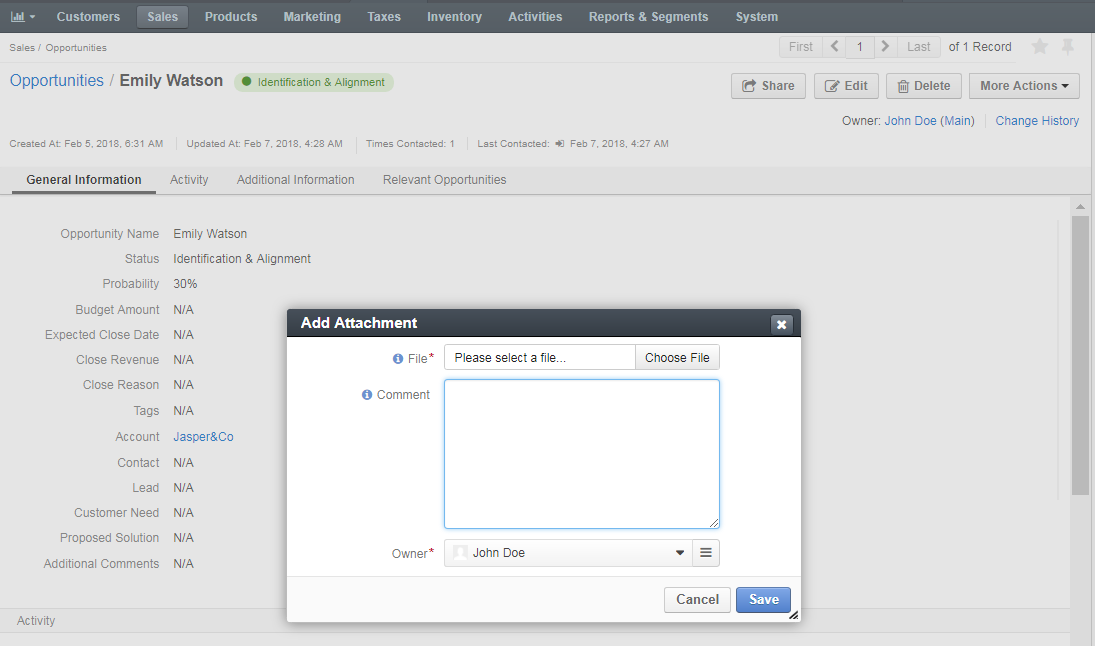 Customers Sales Products Marketing Taxes Inventory Activities Reports & Segments System
Sales / Opportunities
First 1 Last of 1 Record
Opportunities / Emily Watson Identification & Alignment
Share Edit Delete More Actions
Owner: John Doe (Main) Change History
Created At: Feb 5, 2018, 6:31 AM Updated At: Feb 7, 2018, 4:28 AM Times Contacted: 1 Last Contacted: Feb 7, 2018, 4:27 AM
General Information Activity Additional Information Relevant Opportunities
Opportunity Name Emily Watson
Status Identification & Alignment
Probability 30%
Budget Amount N/A
Expected Close Date N/A
Close Revenue N/A
Close Reason N/A
Tags N/A
Account Jasper&Co
Contact N/A
Lead N/A
Customer Need N/A
Proposed Solution N/A
Additional Comments N/A
Activity
Add Attachment
File* Please select a file... Choose File
Comment
Owner* John Doe
Cancel Save